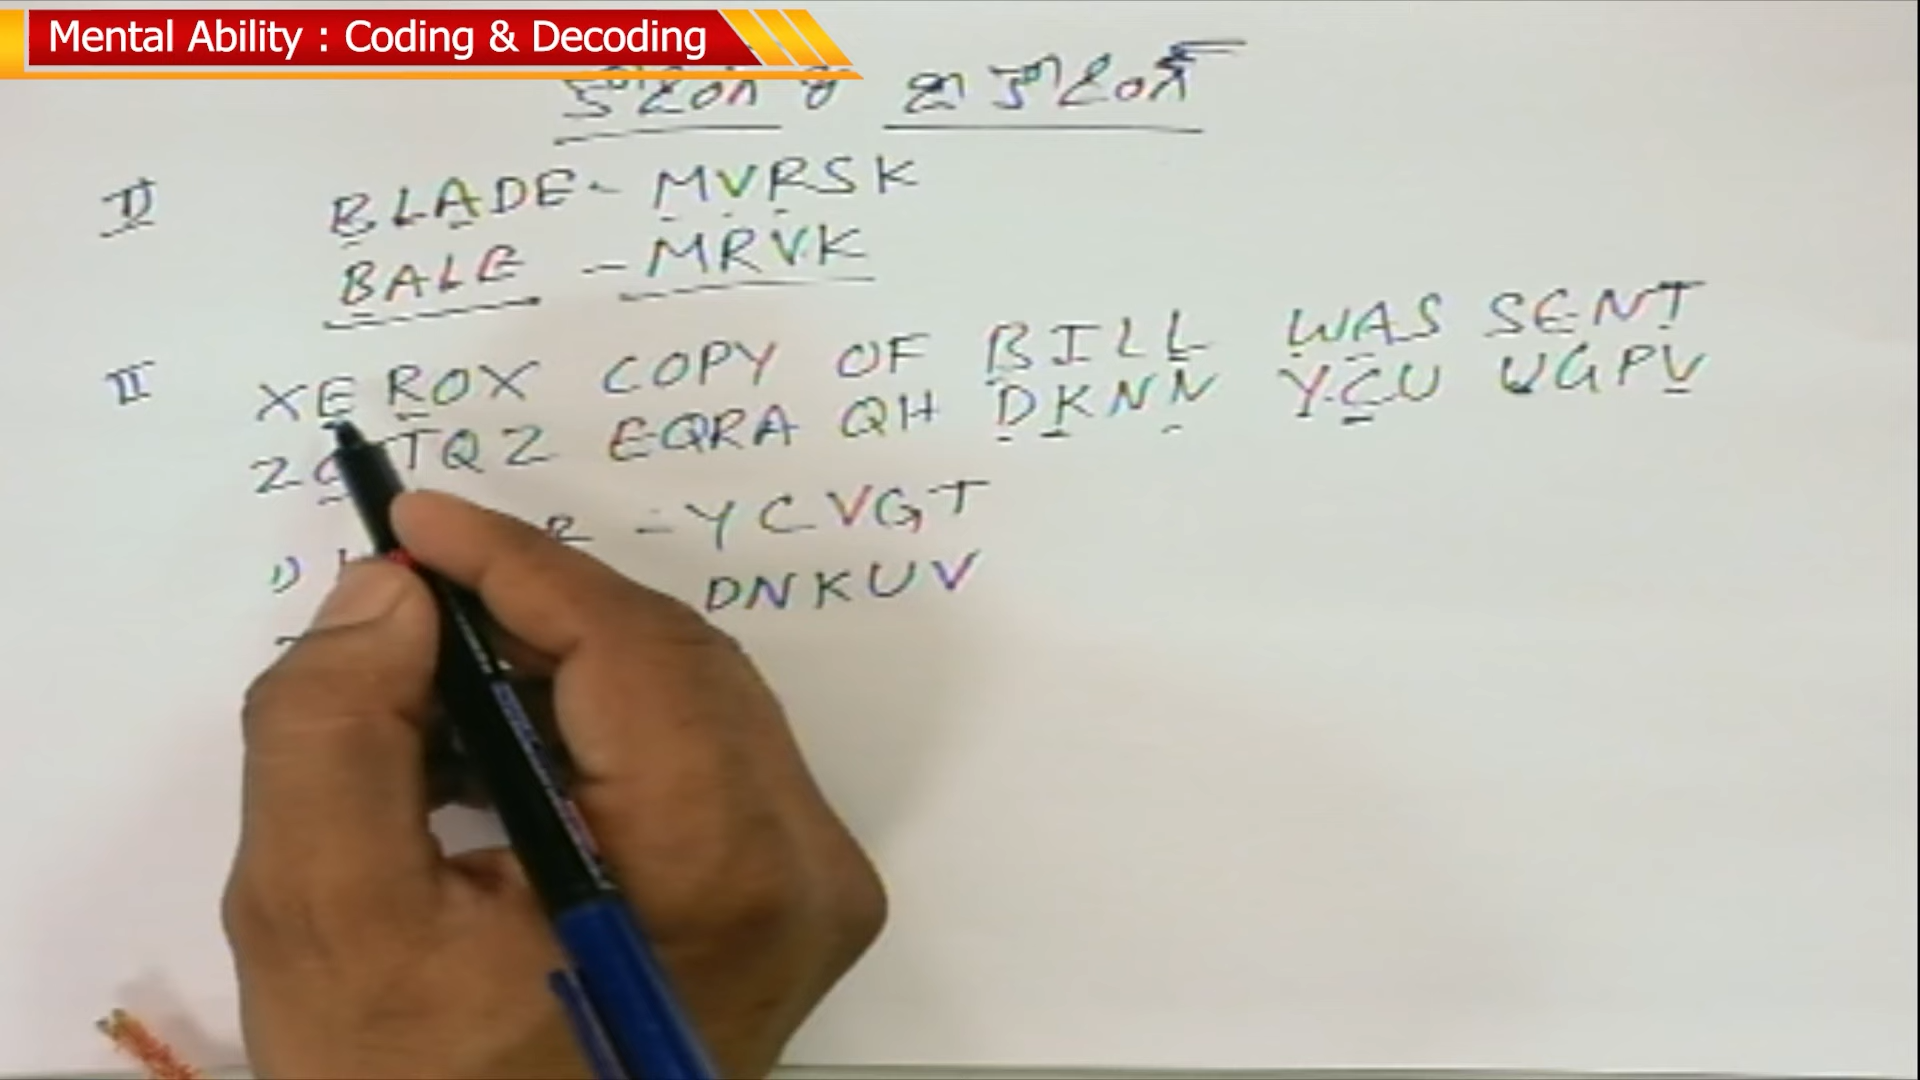 Mental Ability : Coding & Decoding
ಕೋಡಿಂಗ್ & ಡಿಕೋಡಿಂಗ್
I BLADE - MVRSK
BALE - MRVK
II XEROX COPY OF BILL WAS SENT
ZGTQZ EQRA QH DKNN YCU UGPV
1) R - YCVGT
DNKUV